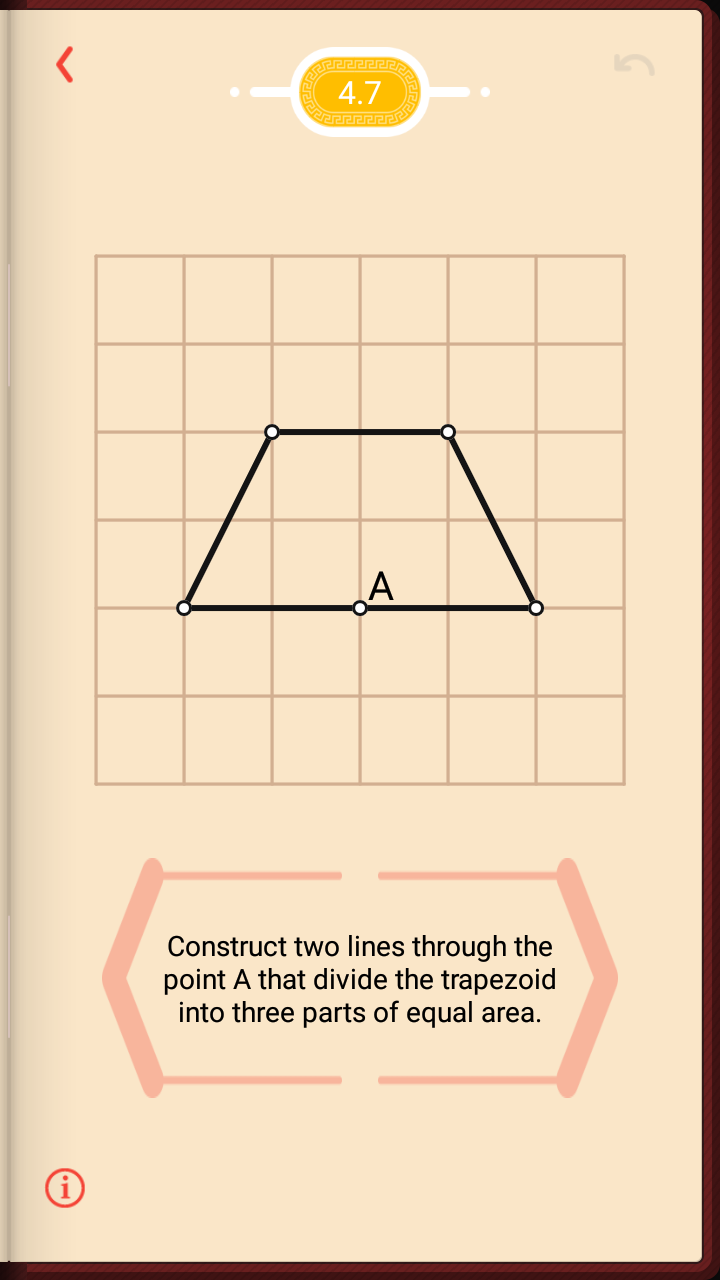 4.7
A
Construct two lines through the
point A that divide the trapezoid
into three parts of equal area.
i